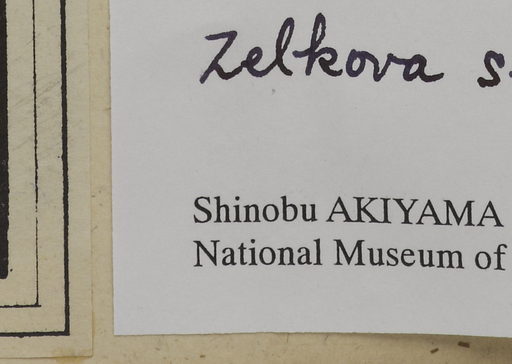 Zelkova s
Shinobu AKIYAMA
National Museum of